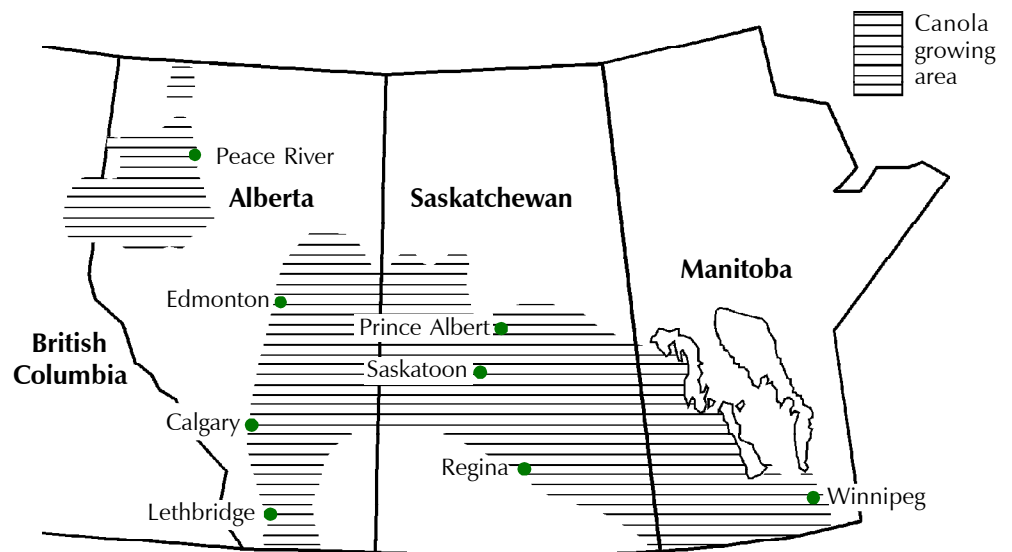 Canola
growing
area
Peace River
Alberta
Saskatchewan
Manitoba
Edmonton
Prince Albert
British
Columbia
Saskatoon
Calgary
Regina
Winnipeg
Lethbridge